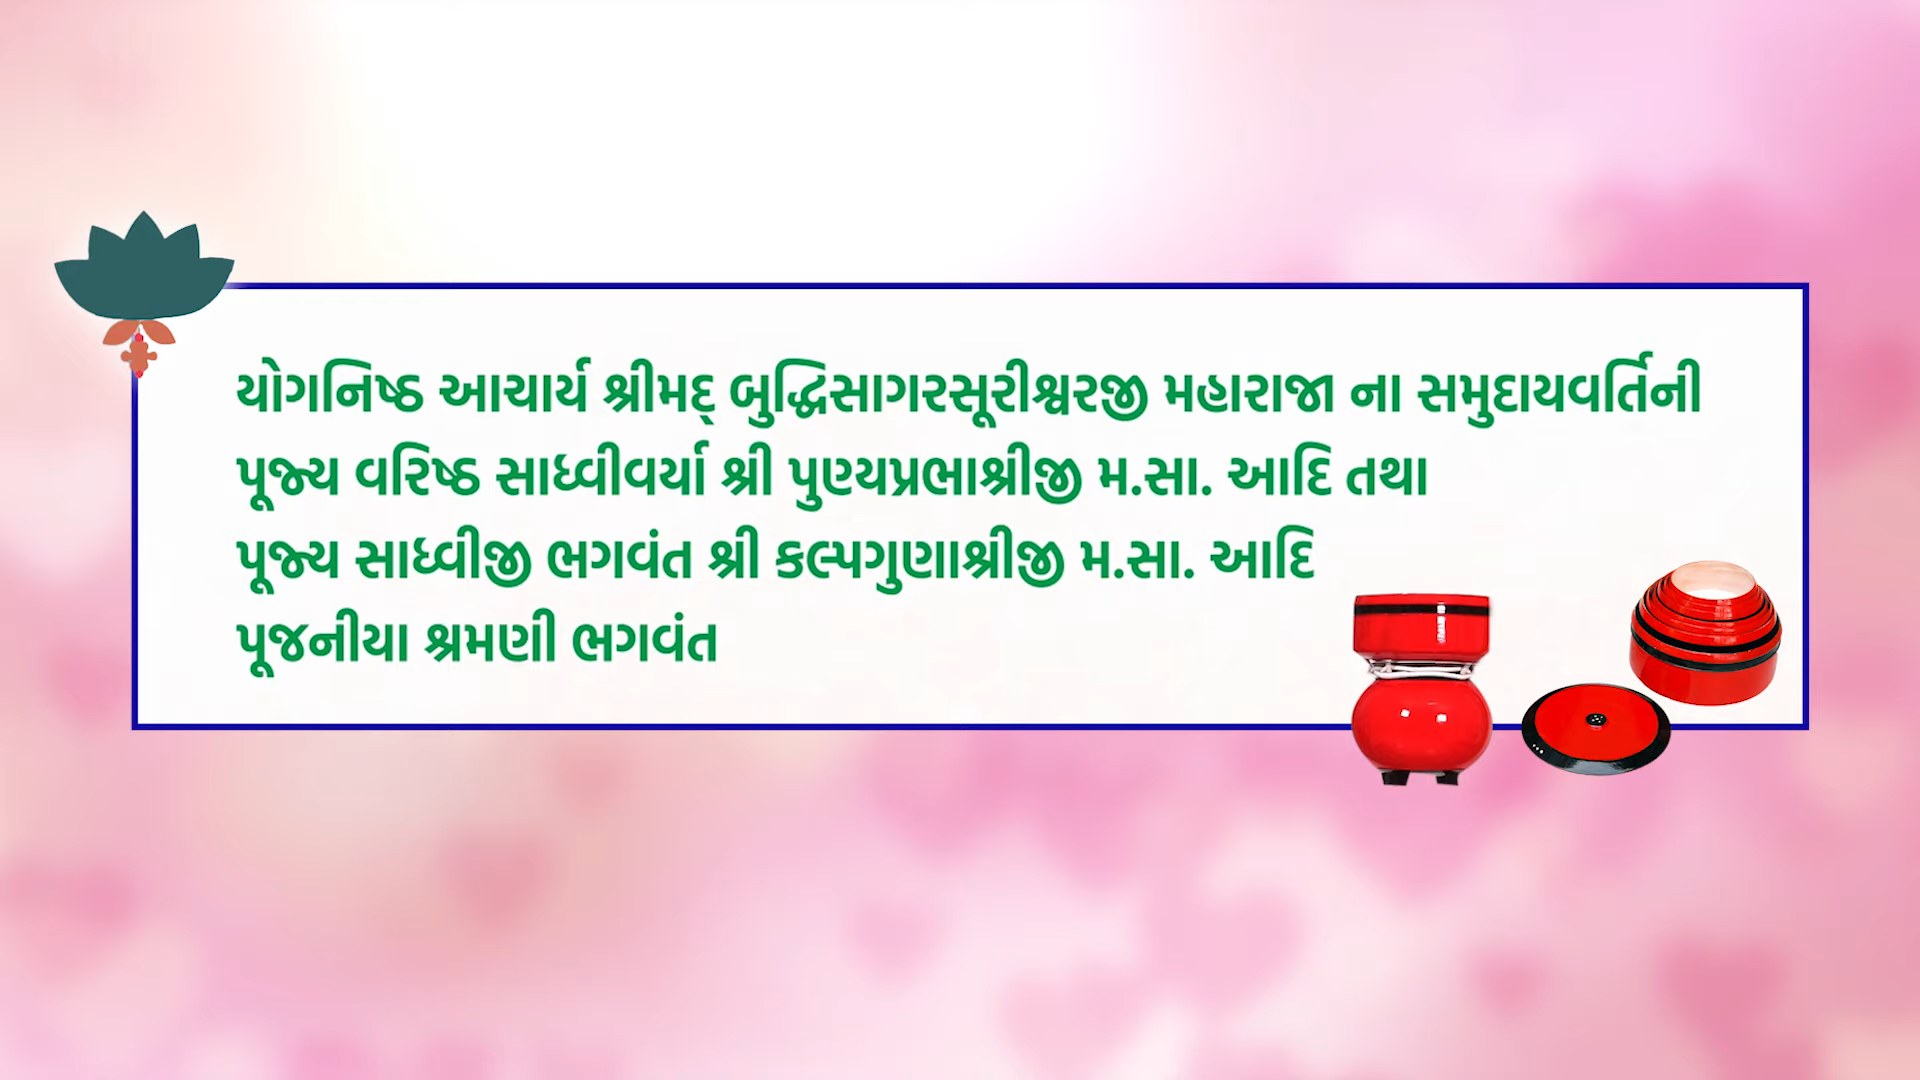 યોગનિષ્ઠ આચાર્ય શ્રીમદ્ બુદ્ધિસાગરસૂરીશ્વરજી મહારાજા ના સમુદાયવર્તિની
પૂજ્ય વરિષ્ઠ સાધ્વીવર્યા શ્રી પુણ્યપ્રભાશ્રીજી મ.સા. આદિ તથા
પૂજ્ય સાધ્વીજી ભગવંત શ્રી કલ્પગુણાશ્રીજી મ.સા. આદિ
પૂજનીયા શ્રમણી ભગવંત